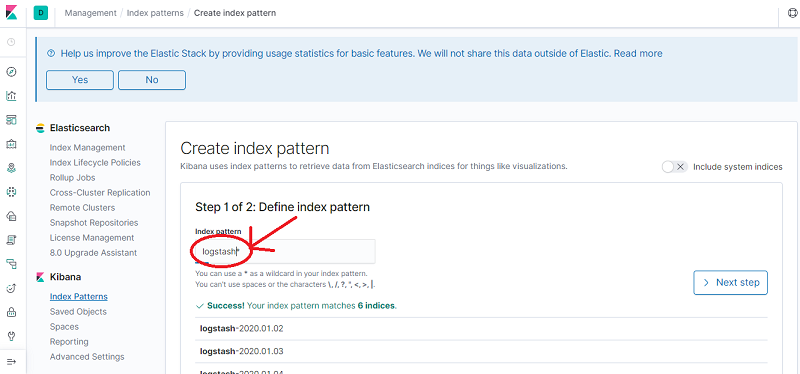 D Management / Index patterns / Create index pattern
Help us improve the Elastic Stack by providing usage statistics for basic features. We will not share this data outside of Elastic. Read more
Yes No
Elasticsearch
Index Management
Index Lifecycle Policies
Rollup Jobs
Cross-Cluster Replication
Remote Clusters
Snapshot Repositories
License Management
8.0 Upgrade Assistant
Kibana
Index Patterns
Saved Objects
Spaces
Reporting
Advanced Settings
Create index pattern
Kibana uses index patterns to retrieve data from Elasticsearch indices for things like visualizations.
Include system indices
Step 1 of 2: Define index pattern
Index pattern
logstash*
You can use a * as a wildcard in your index pattern.
You can't use spaces or the characters \, /, ?, ", <, >, |.
Next step
Success! Your index pattern matches 6 indices.
logstash-2020.01.02
logstash-2020.01.03
logstash-2020.01.04